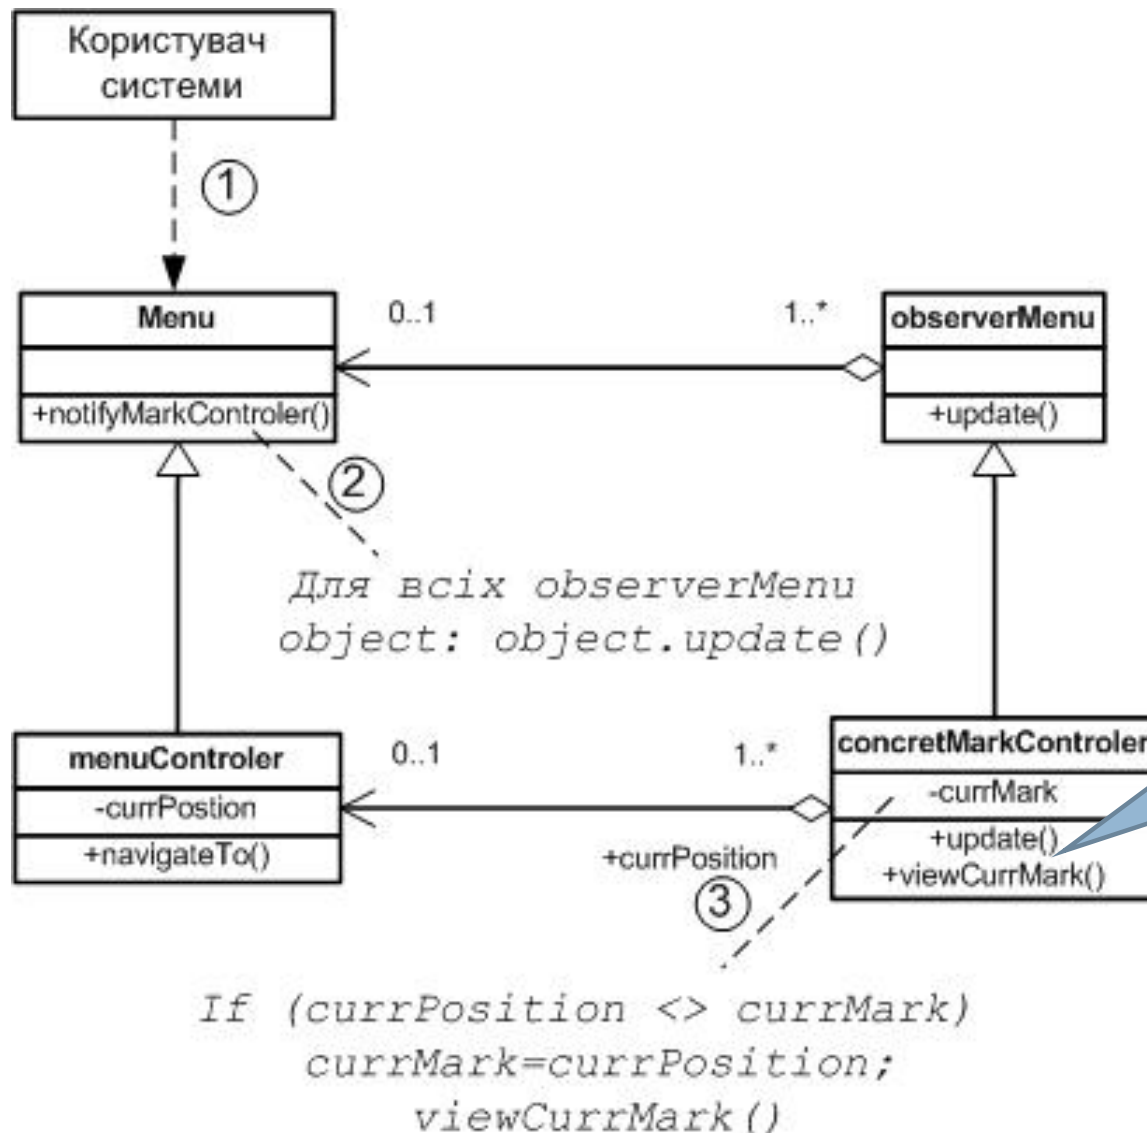 Користувач
системи
1
Menu
0..1
1..*
observerMenu
+notifyMarkControler()
+update()
2
Для всіх observerMenu
object: object.update()
menuControler
0..1
1..*
concretMarkControler
-currPostion
-currMark
+navigateTo()
+update()
+currPosition
+viewCurrMark()
3
If (currPosition <> currMark)
currMark=currPosition;
viewCurrMark()